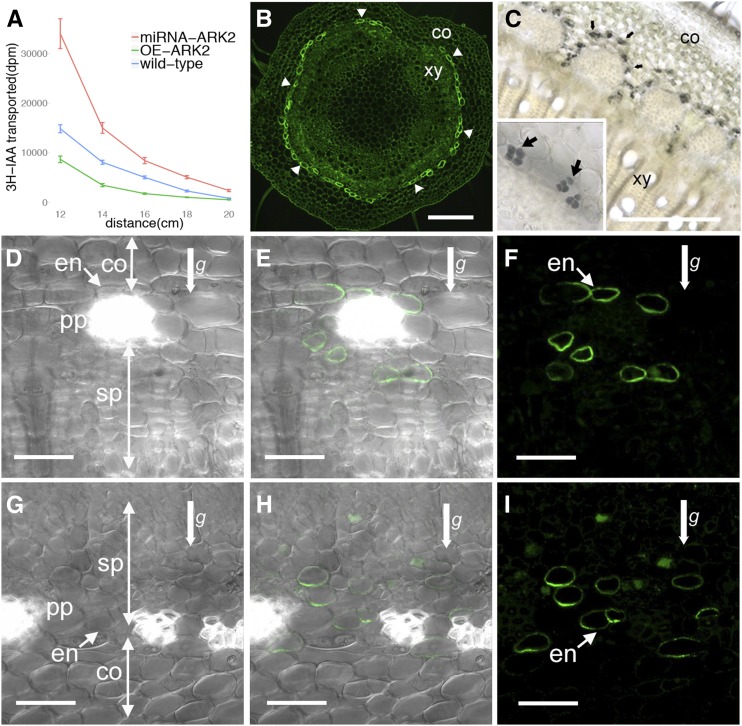 A
3H-IAA transported(dpm)
30000
20000
10000
0
miRNA-ARK2
OE-ARK2
wild-type
12 14 16 18 20
distance(cm)
B
co
xy
C
co
xy
D
en
co
g
pp
sp
E
g
F
en
g
G
g
sp
pp
en
co
H
g
I
g
en